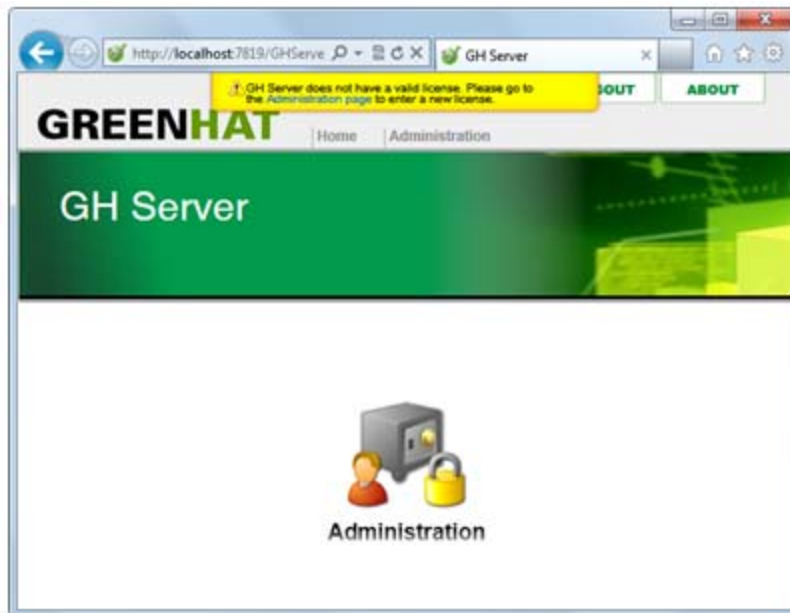 http://localhost:7819/GHServe
GH Server
GH Server does not have a valid license. Please go to
the Administration page to enter a new license.
ABOUT
GREENHAT
Home
Administration
GH Server
Administration